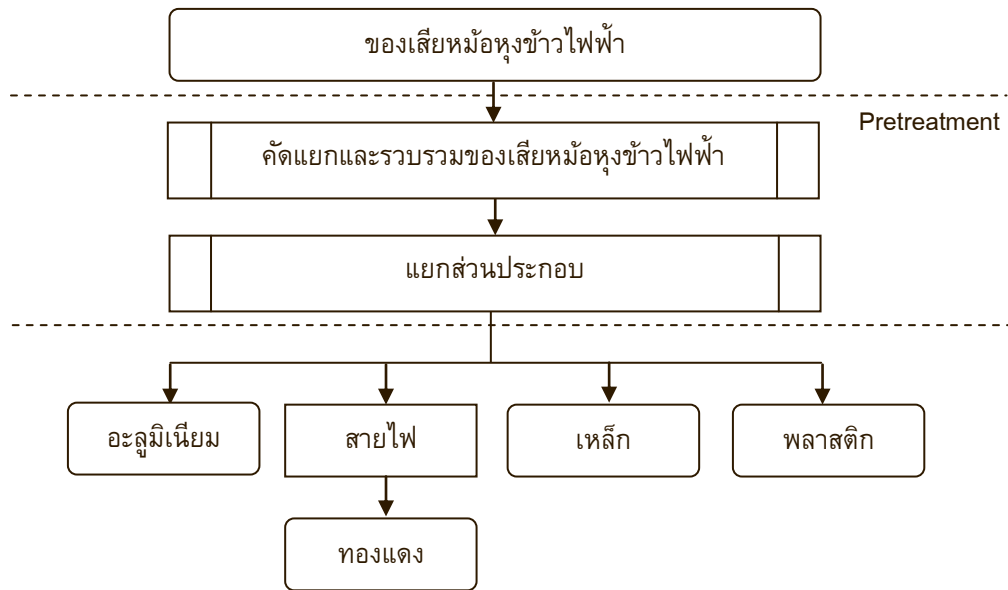 ของเสียหม้อหุงข้าวไฟฟ้า
Pretreatment
คัดแยกและรวบรวมของเสียหม้อหุงข้าวไฟฟ้า
แยกส่วนประกอบ
อะลูมิเนียม
สายไฟ
เหล็ก
พลาสติก
ทองแดง